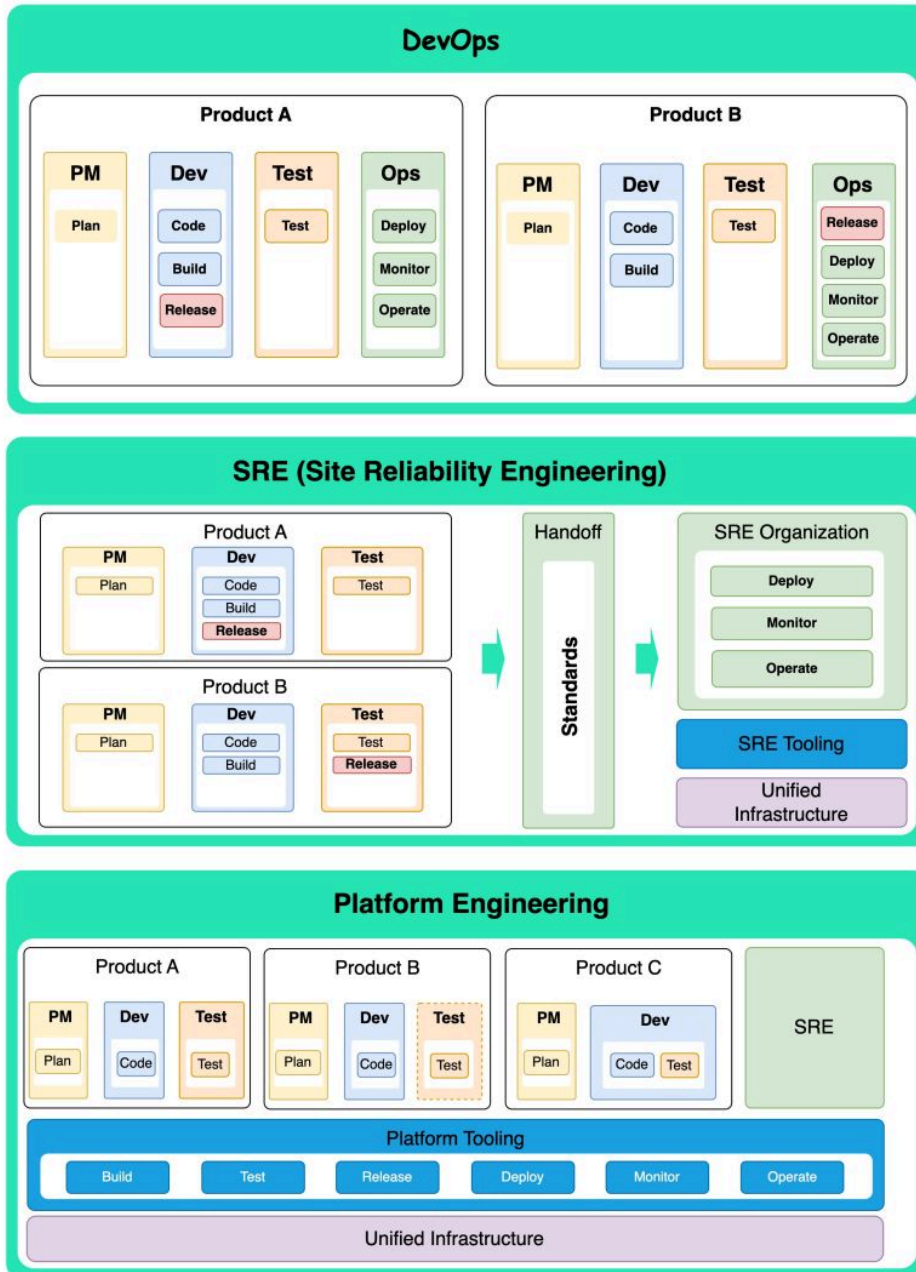 DevOps
Product A
PM
Dev
Test
Ops
Plan
Code
Build
Release
Test
Deploy
Monitor
Operate
Product B
PM
Dev
Test
Ops
Plan
Code
Build
Test
Release
Deploy
Monitor
Operate
SRE (Site Reliability Engineering)
Product A
PM
Dev
Test
Plan
Code
Build
Release
Test
Product B
PM
Dev
Test
Plan
Code
Build
Test
Release
Handoff
Standards
SRE Organization
Deploy
Monitor
Operate
SRE Tooling
Unified
Infrastructure
Platform Engineering
Product A
PM
Dev
Test
Plan
Code
Test
Product B
PM
Dev
Test
Plan
Code
Test
Product C
PM
Dev
Plan
Code
Test
SRE
Platform Tooling
Build
Test
Release
Deploy
Monitor
Operate
Unified Infrastructure